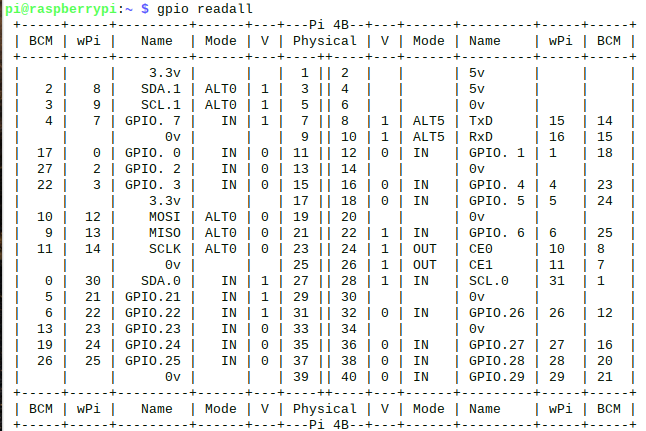 pi@raspberrypi:~ $ gpio readall
+-----+-----+---------+------+---+---Pi 4B--+---+------+---------+-----+-----+
| BCM | wPi |   Name  | Mode | V | Physical | V | Mode | Name    | wPi | BCM |
+-----+-----+---------+------+---+----++----+---+------+---------+-----+-----+
|     |     |    3.3v |      |   |  1 || 2  |   |      | 5v      |     |     |
|   2 |   8 |   SDA.1 | ALT0 | 1 |  3 || 4  |   |      | 5v      |     |     |
|   3 |   9 |   SCL.1 | ALT0 | 1 |  5 || 6  |   |      | 0v      |     |     |
|   4 |   7 | GPIO. 7 |   IN | 1 |  7 || 8  | 1 | ALT5 | TxD     | 15  | 14  |
|     |     |      0v |      |   |  9 || 10 | 1 | ALT5 | RxD     | 16  | 15  |
|  17 |   0 | GPIO. 0 |   IN | 0 | 11 || 12 | 0 | IN   | GPIO. 1 | 1   | 18  |
|  27 |   2 | GPIO. 2 |   IN | 0 | 13 || 14 |   |      | 0v      |     |     |
|  22 |   3 | GPIO. 3 |   IN | 0 | 15 || 16 | 0 | IN   | GPIO. 4 | 4   | 23  |
|     |     |    3.3v |      |   | 17 || 18 | 0 | IN   | GPIO. 5 | 5   | 24  |
|  10 |  12 |    MOSI | ALT0 | 0 | 19 || 20 |   |      | 0v      |     |     |
|   9 |  13 |    MISO | ALT0 | 0 | 21 || 22 | 1 | IN   | GPIO. 6 | 6   | 25  |
|  11 |  14 |    SCLK | ALT0 | 0 | 23 || 24 | 1 | OUT  | CE0     | 10  | 8   |
|     |     |      0v |      |   | 25 || 26 | 1 | OUT  | CE1     | 11  | 7   |
|   0 |  30 |   SDA.0 |   IN | 1 | 27 || 28 | 1 | IN   | SCL.0   | 31  | 1   |
|   5 |  21 | GPIO.21 |   IN | 1 | 29 || 30 |   |      | 0v      |     |     |
|   6 |  22 | GPIO.22 |   IN | 1 | 31 || 32 | 0 | IN   | GPIO.26 | 26  | 12  |
|  13 |  23 | GPIO.23 |   IN | 0 | 33 || 34 |   |      | 0v      |     |     |
|  19 |  24 | GPIO.24 |   IN | 0 | 35 || 36 | 0 | IN   | GPIO.27 | 27  | 16  |
|  26 |  25 | GPIO.25 |   IN | 0 | 37 || 38 | 0 | IN   | GPIO.28 | 28  | 20  |
|     |     |      0v |      |   | 39 || 40 | 0 | IN   | GPIO.29 | 29  | 21  |
+-----+-----+---------+------+---+----++----+---+------+---------+-----+-----+
| BCM | wPi |   Name  | Mode | V | Physical | V | Mode | Name    | wPi | BCM |
+-----+-----+---------+------+---+---Pi 4B--+---+------+---------+-----+-----+